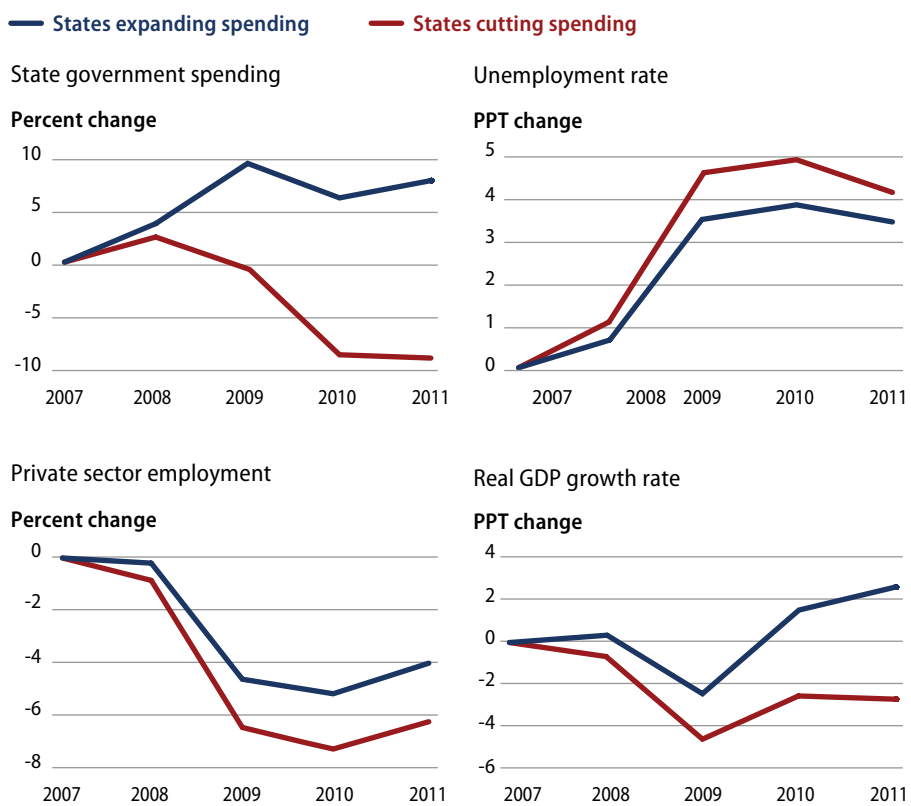 States expanding spending
States cutting spending
State government spending
Percent change
10
5
0
-5
-10
2007 2008 2009 2010 2011
Unemployment rate
PPT change
5
4
3
2
1
0
2007 2008 2009 2010 2011
Private sector employment
Percent change
0
-2
-4
-6
-8
2007 2008 2009 2010 2011
Real GDP growth rate
PPT change
4
2
0
-2
-4
-6
2007 2008 2009 2010 2011